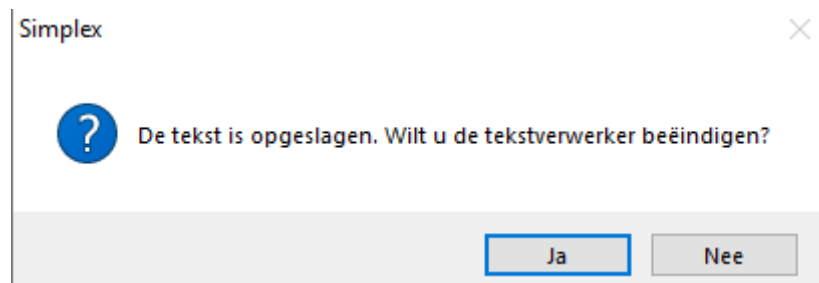 Simplex
De tekst is opgeslagen. Wilt u de tekstverwerker beëindigen?
Ja
Nee